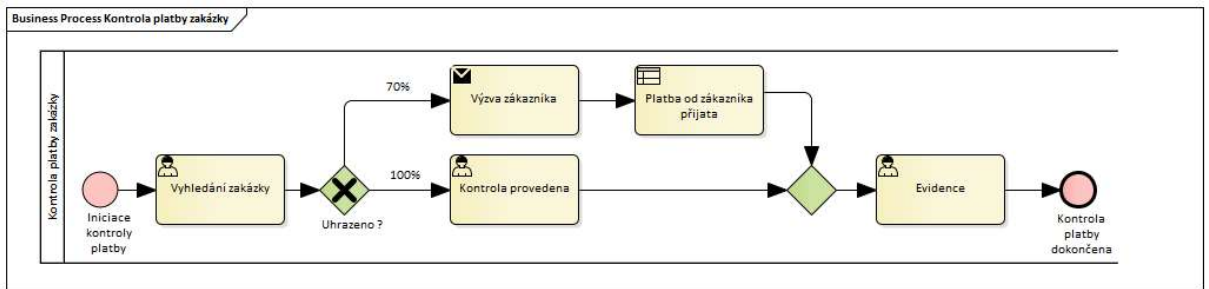 Business Process Kontrola platby zakázky
Kontrola platby zakázky
Iniciace
kontroly
platby
Vyhledání zakázky
Uhrazeno ?
70%
Výzva zákazníka
Platba od zákazníka
přijata
100%
Kontrola provedena
Evidence
Kontrola
platby
dokončena